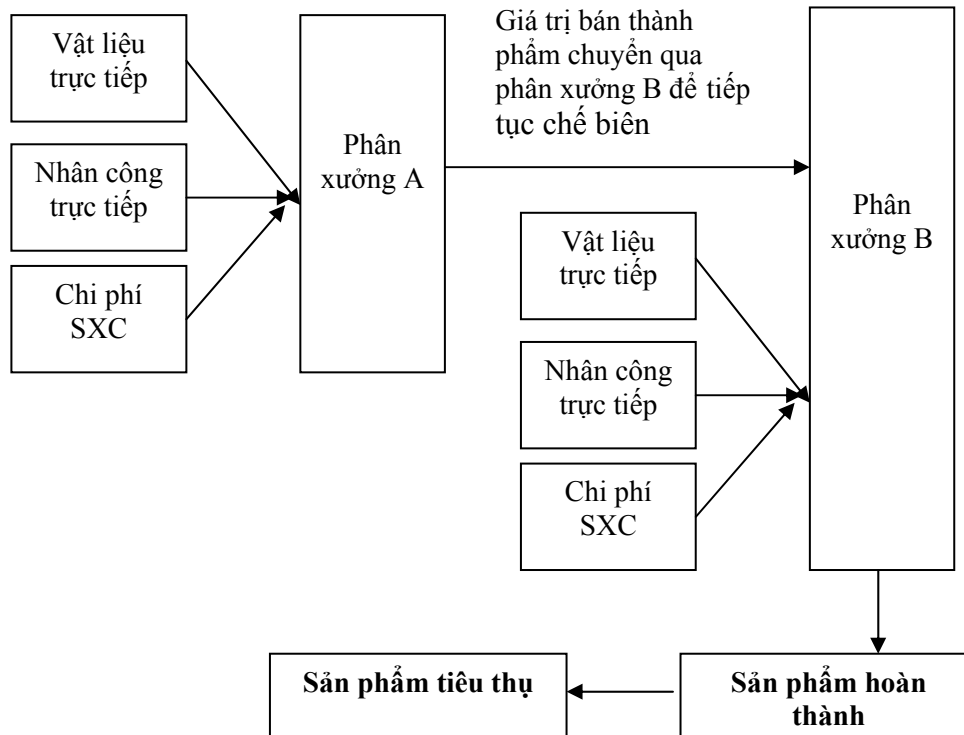 Vật liệu
trực tiếp
Nhân công
trực tiếp
Chi phí
SXC
Phân
xưởng A
Giá trị bán thành
phẩm chuyển qua
phân xưởng B để tiếp
tục chế biên
Vật liệu
trực tiếp
Nhân công
trực tiếp
Chi phí
SXC
Phân
xưởng B
Sản phẩm tiêu thụ
Sản phẩm hoàn
thành